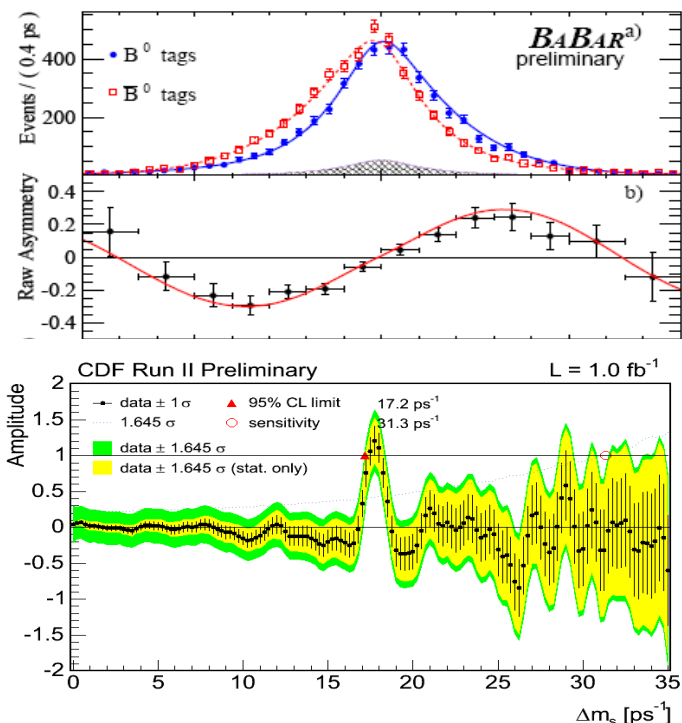 BABAR a)
preliminary
B⁰ tags
B̅⁰ tags
Events / ( 0.4 ps )
400
200
b)
Raw Asymmetry
0.4
0.2
0
-0.2
-0.4
CDF Run II Preliminary L = 1.0 fb⁻¹
Amplitude
data ± 1 σ 95% CL limit 17.2 ps⁻¹
1.645 σ sensitivity 31.3 ps⁻¹
data ± 1.645 σ
data ± 1.645 σ (stat. only)
2
1.5
1
0.5
0
-0.5
-1
-1.5
-2
0 5 10 15 20 25 30 35
Δmₛ [ps⁻¹]